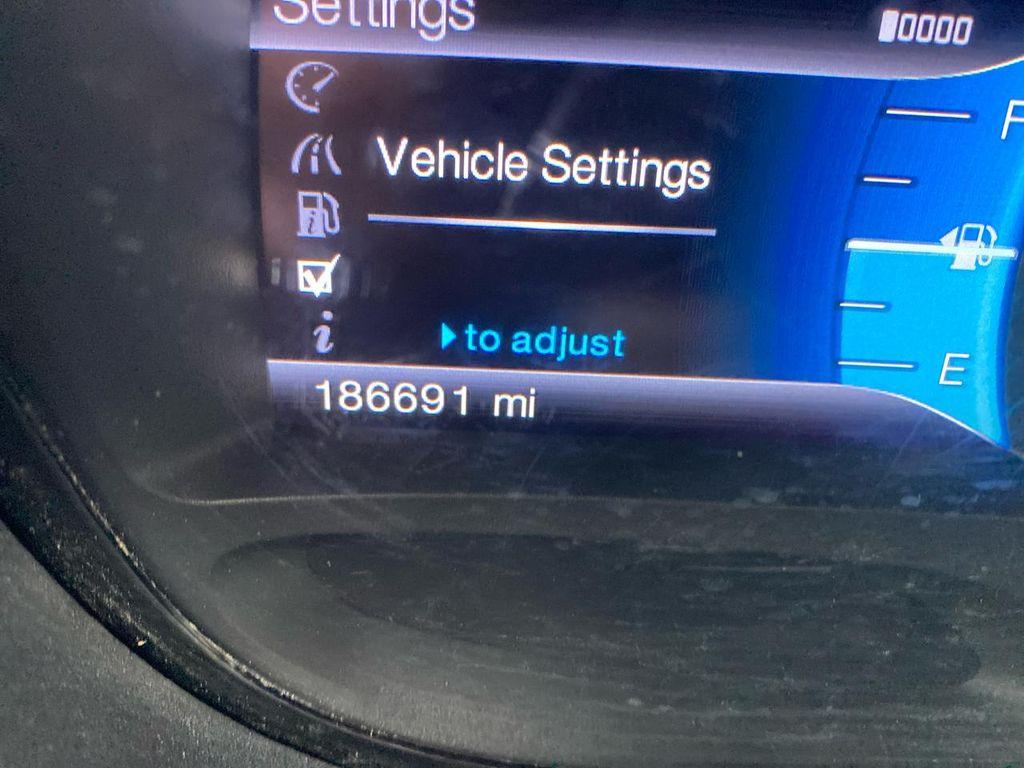 Settings
F
Vehicle Settings
to adjust
E
186691 mi